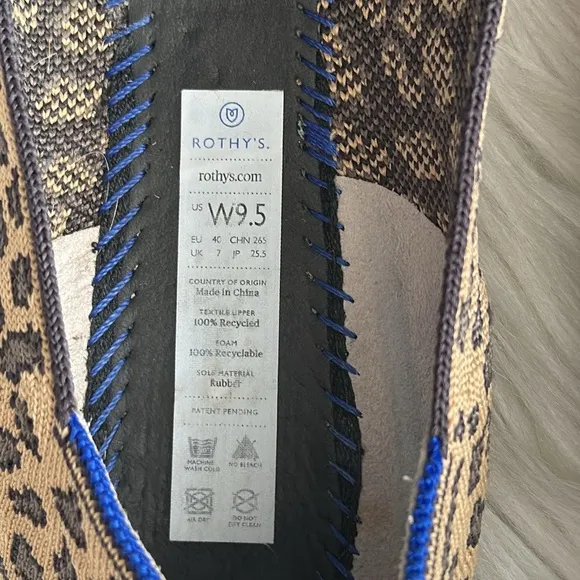 ROTHY'S.
rothys.com
US W9.5
EU 40 CHN 265
UK 7 JP 25.5
COUNTRY OF ORIGIN
Made in China
TEXTILE UPPER
100% Recycled
FOAM
100% Recyclable
SOLE MATERIAL
Rubber
PATENT PENDING
MACHINE WASH COLD
NO BLEACH
AIR DRY
DO NOT DRY CLEAN